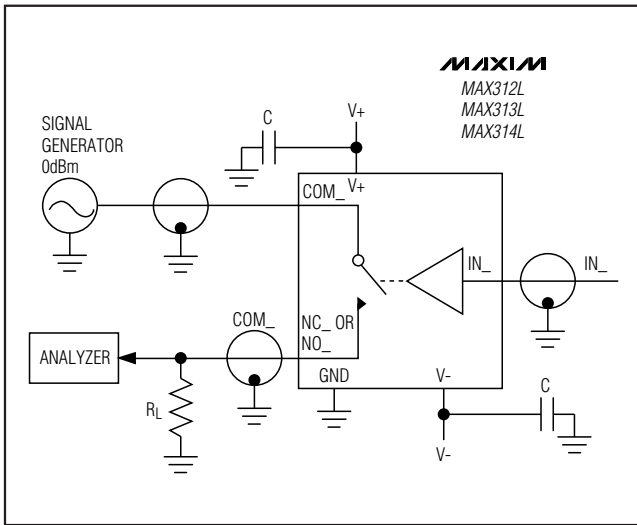 MAXIM
MAX312L
MAX313L
MAX314L
SIGNAL
GENERATOR
0dBm
C
V+
V+
COM_
IN_
IN_
COM_
NC_ OR
NO_
ANALYZER
RL
GND
V-
C
V-